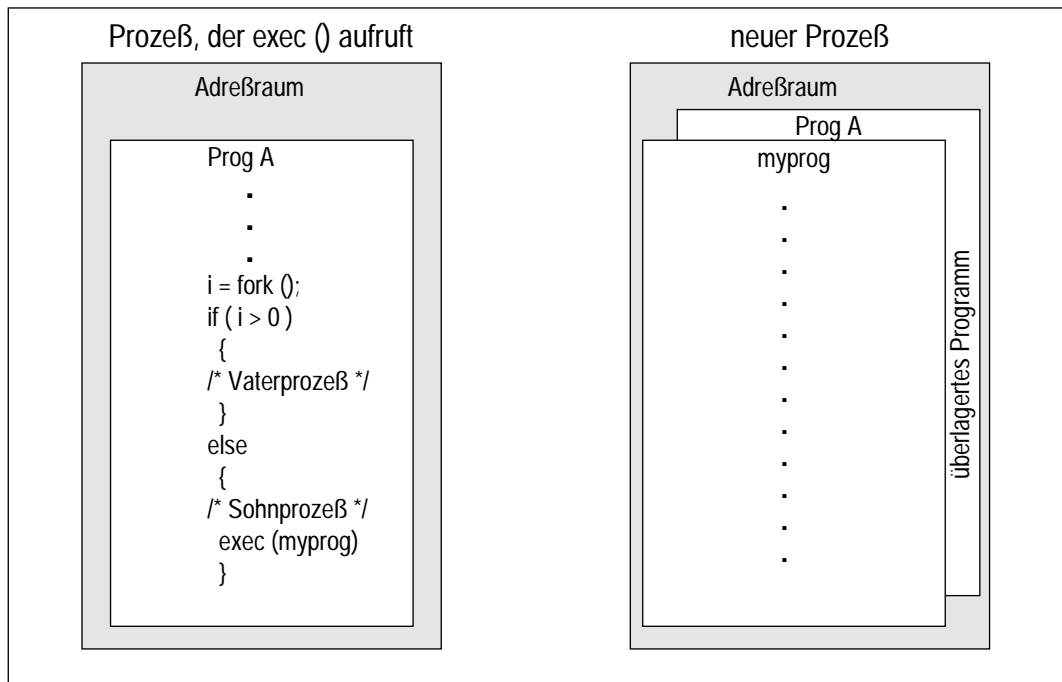 Prozeß, der exec () aufruft
Adreßraum
Prog A
.
.
.
i = fork ();
if ( i > 0 )
{
/* Vaterprozeß */
}
else
{
/* Sohnprozeß */
exec (myprog)
}
neuer Prozeß
Adreßraum
Prog A
myprog
.
.
.
.
.
.
.
.
.
.
.
.
überlagertes Programm